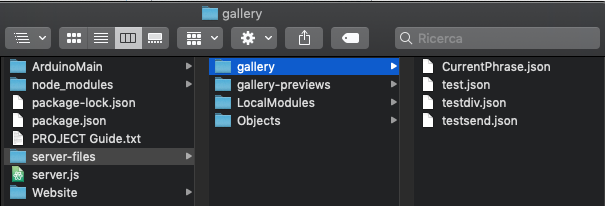 gallery
Ricerca
ArduinoMain
node_modules
package-lock.json
package.json
PROJECT Guide.txt
server-files
server.js
Website
gallery
gallery-previews
LocalModules
Objects
CurrentPhrase.json
test.json
testdiv.json
testsend.json